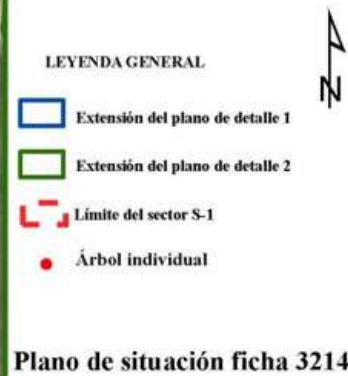 N
LEYENDA GENERAL
Extensión del plano de detalle 1
Extensión del plano de detalle 2
Límite del sector S-1
Árbol individual
Plano de situación ficha 3214